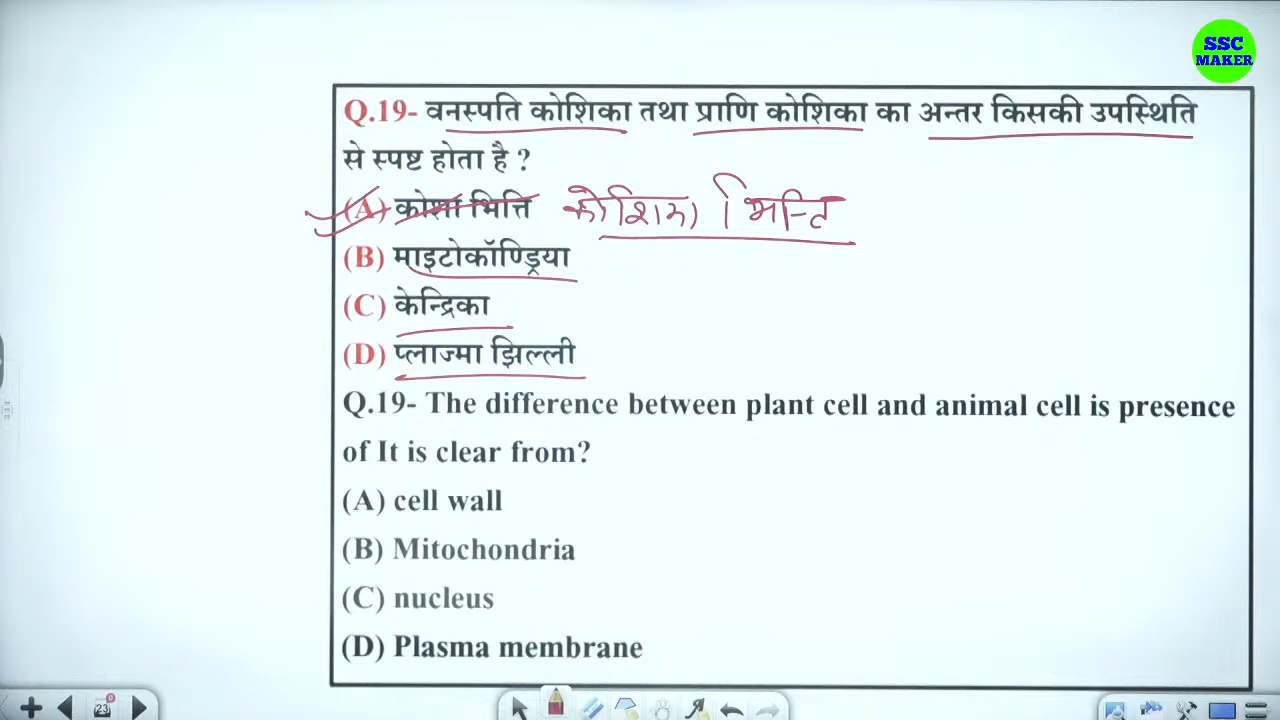 SSC
MAKER
Q.19- वनस्पति कोशिका तथा प्राणि कोशिका का अन्तर किसकी उपस्थिति
से स्पष्ट होता है ?
(A) कोशा भित्ति कोशिका भित्ति
(B) माइटोकॉण्ड्रिया
(C) केन्द्रिका
(D) प्लाज्मा झिल्ली
Q.19- The difference between plant cell and animal cell is presence
of It is clear from?
(A) cell wall
(B) Mitochondria
(C) nucleus
(D) Plasma membrane
23